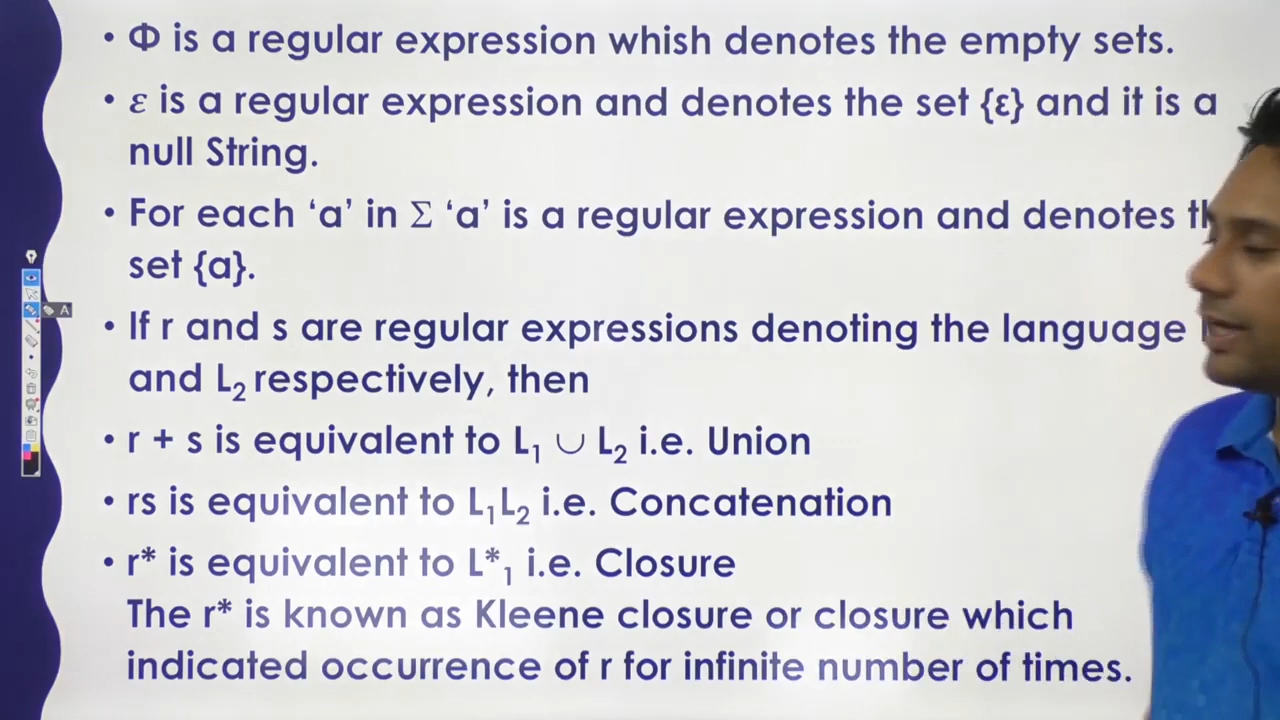 • Φ is a regular expression whish denotes the empty sets.
• ε is a regular expression and denotes the set {ε} and it is a
null String.
• For each ‘a’ in Σ ‘a’ is a regular expression and denotes
set {a}.
• If r and s are regular expressions denoting the language
and L₂ respectively, then
• r + s is equivalent to L₁ ∪ L₂ i.e. Union
• rs is equivalent to L₁L₂ i.e. Concatenation
• r* is equivalent to L*₁ i.e. Closure
The r* is known as Kleene closure or closure which
indicated occurrence of r for infinite number of times.
A